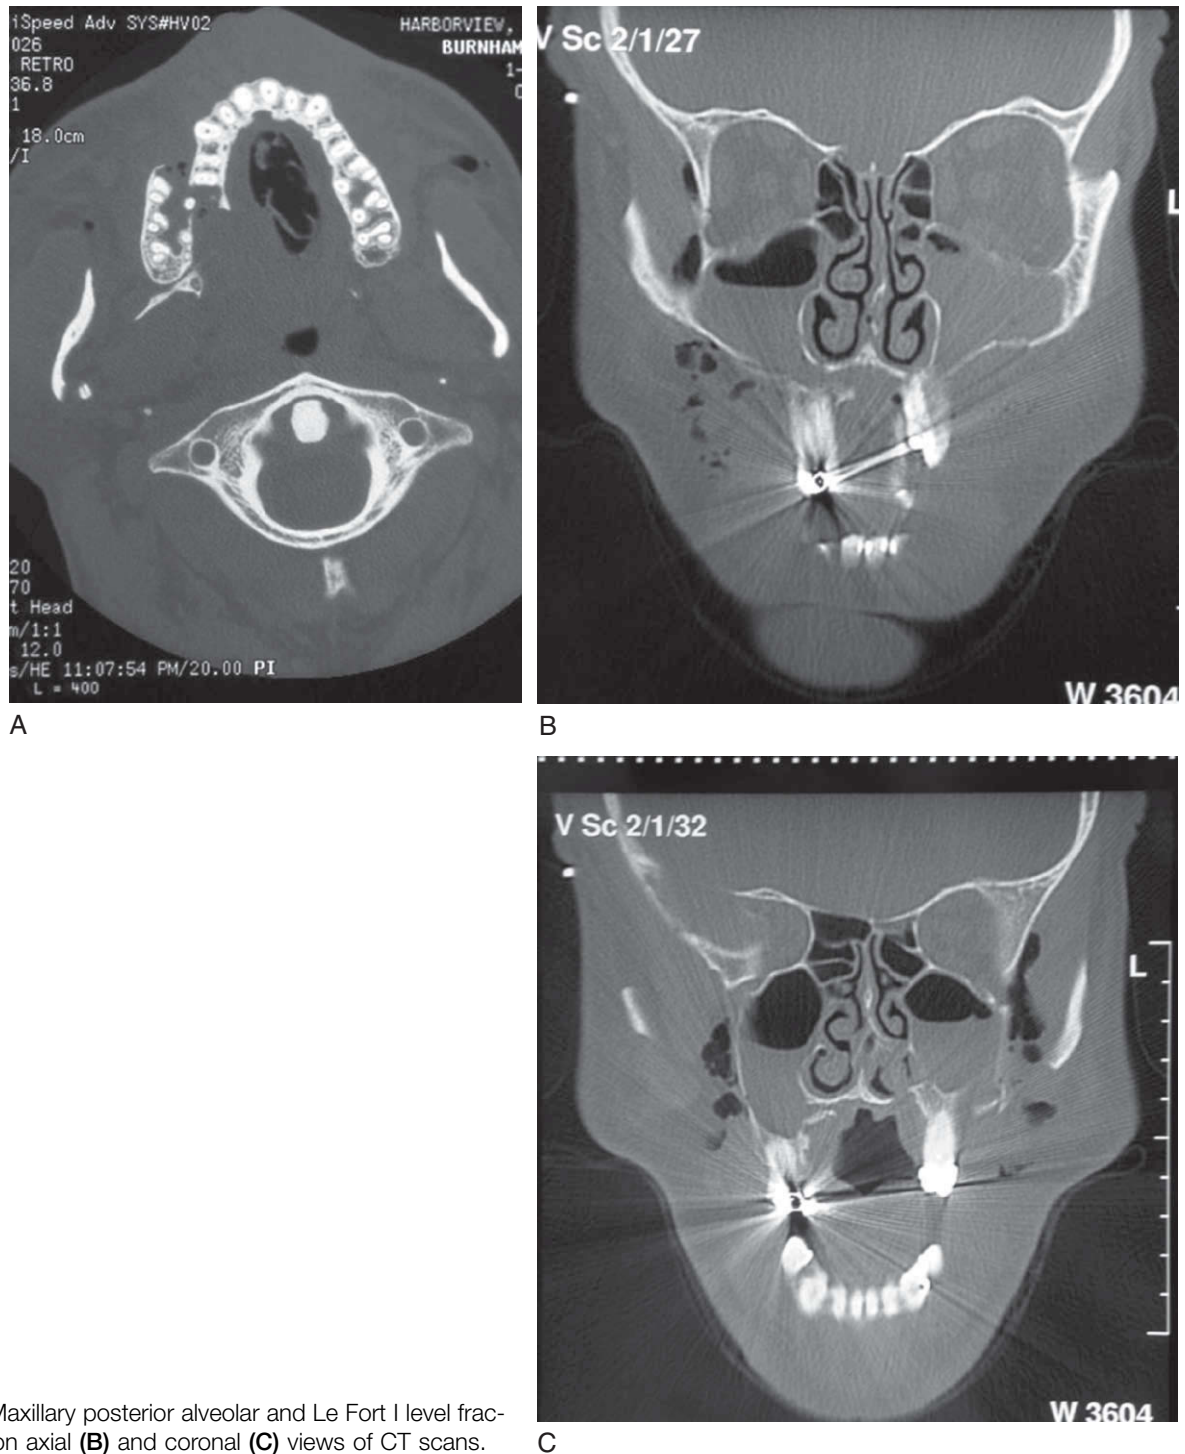 iSpeed Adv SYS#HV02
026
RETRO
36.8
1
18.0cm
/I
HARBORVIEW,
BURNHAM
1-
20
70
t Head
m/1:1
12.0
s/HE 11:07:54 PM/20.00 PI
L = 400
A
V Sc 2/1/27
L
W 3604
B
V Sc 2/1/32
L
W 3604
C
Maxillary posterior alveolar and Le Fort I level frac-
on axial (B) and coronal (C) views of CT scans.